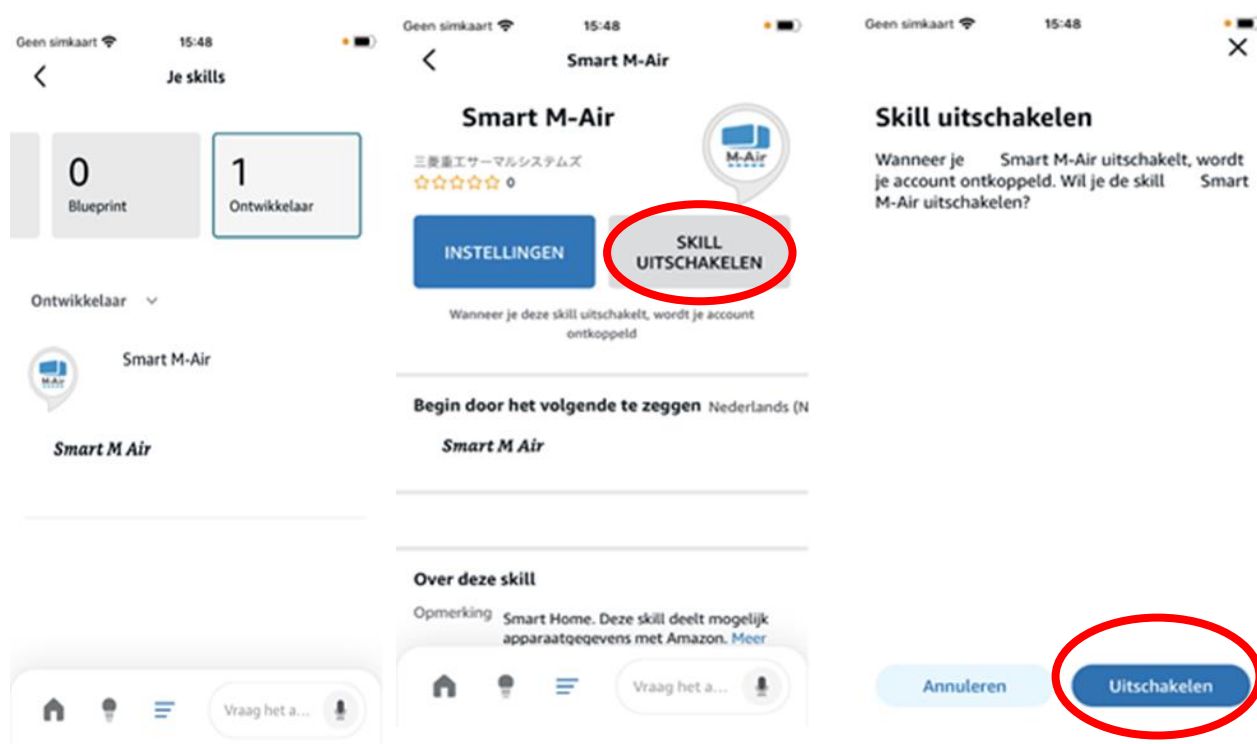 Geen simkaart 15:48
Je skills
0
Blueprint
1
Ontwikkelaar
Ontwikkelaar
M-Air
Smart M-Air
Smart M Air
Vraag het a...
Geen simkaart 15:48
Smart M-Air
Smart M-Air
三菱重工サーマルシステムズ
0
M-Air
INSTELLINGEN
SKILL
UITSCHAKELEN
Wanneer je deze skill uitschakelt, wordt je account
ontkoppeld
Begin door het volgende te zeggen Nederlands (N
Smart M Air
Over deze skill
Opmerking Smart Home. Deze skill deelt mogelijk
apparaatgegevens met Amazon. Meer
Vraag het a...
Geen simkaart 15:48
Skill uitschakelen
Wanneer je Smart M-Air uitschakelt, wordt
je account ontkoppeld. Wil je de skill Smart
M-Air uitschakelen?
Annuleren
Uitschakelen